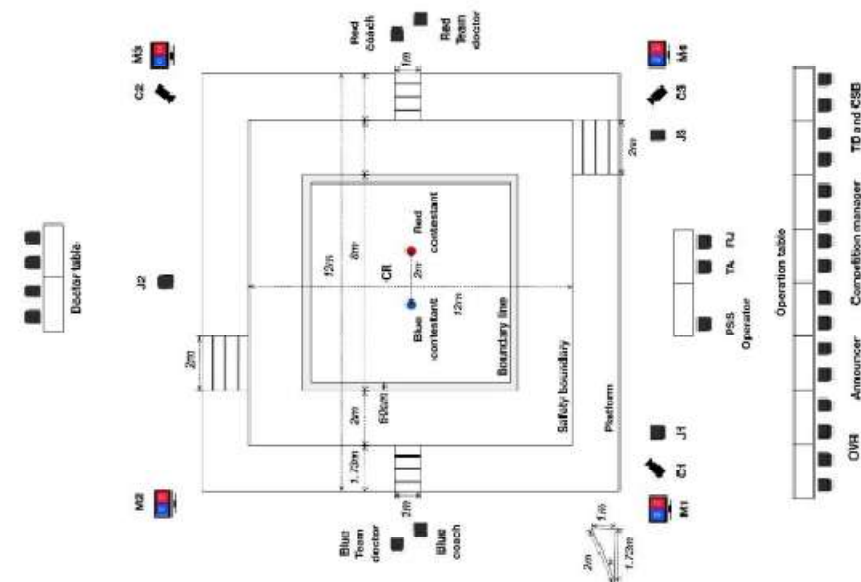 Doctor table
M2
J2
C2
M3
2m
12m
8m
2m
1.73m
Blue
Team
doctor
Blue
coach
2m
Red
coach
Red
Team
doctor
1m
CR
2m
Blue
contestant
Red
contestant
12m
Boundary line
Safety boundary
Platform
2m
2m
1m
1.73m
M1
C1
J1
J3
C3
M4
PSS
Operator
TA
Operation table
OVR
Announcer
Competition manager
TD and CSB